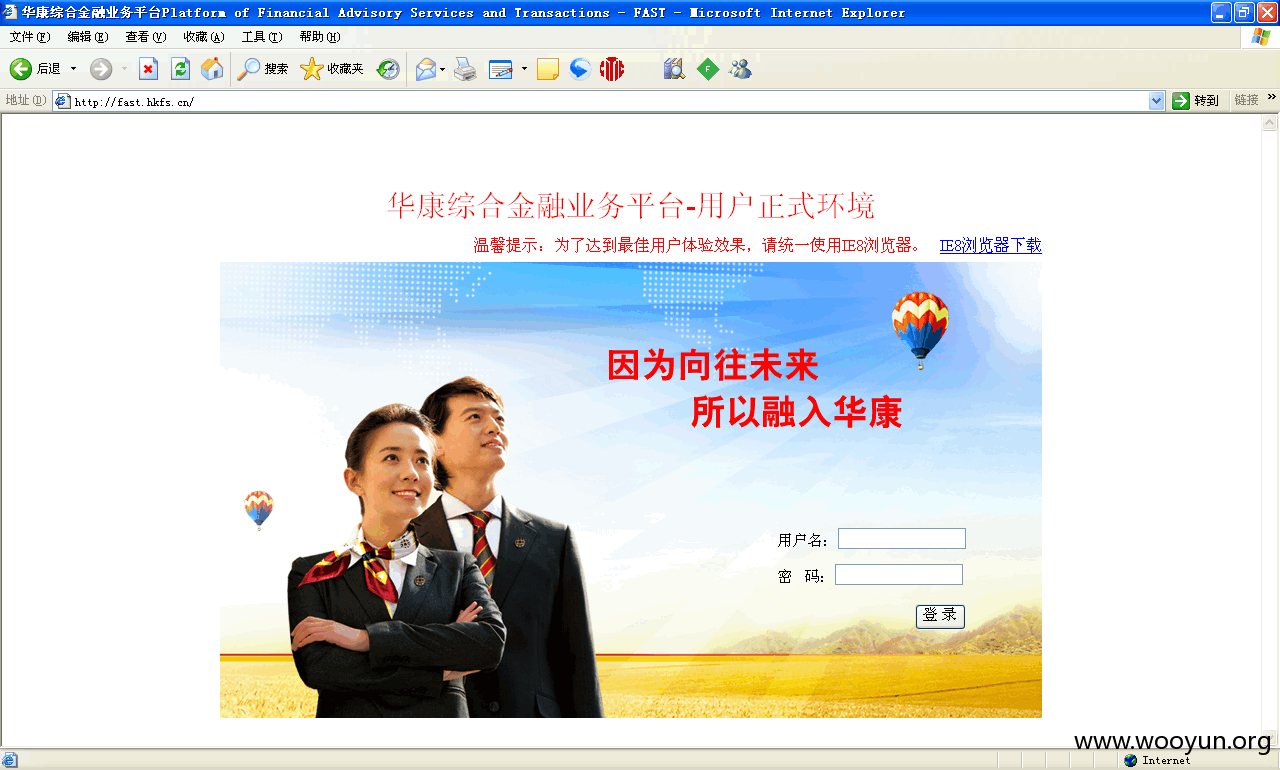 华康综合金融业务平台Platform of Financial Advisory Services and Transactions - FAST - Microsoft Internet Explorer
文件(F) 编辑(E) 查看(V) 收藏(A) 工具(T) 帮助(H)
后退 搜索 收藏夹
地址(D) http://fast.hkfs.cn/ 转到 链接 »
华康综合金融业务平台-用户正式环境
温馨提示：为了达到最佳用户体验效果，请统一使用IE8浏览器。 IE8浏览器下载
因为向往未来
所以融入华康
用户名：
密 码：
登 录
www.wooyun.org
Internet